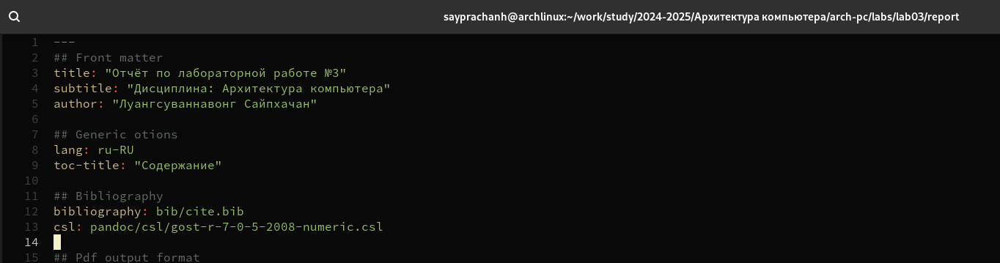 sayprachanh@archlinux:~/work/study/2024-2025/Архитектура компьютера/arch-pc/labs/lab03/report
1 ---
2 ## Front matter
3 title: "Отчёт по лабораторной работе №3"
4 subtitle: "Дисциплина: Архитектура компьютера"
5 author: "Луангсуваннавонг Сайпхачан"
6
7 ## Generic otions
8 lang: ru-RU
9 toc-title: "Содержание"
10
11 ## Bibliography
12 bibliography: bib/cite.bib
13 csl: pandoc/csl/gost-r-7-0-5-2008-numeric.csl
14
15 ## Pdf output format